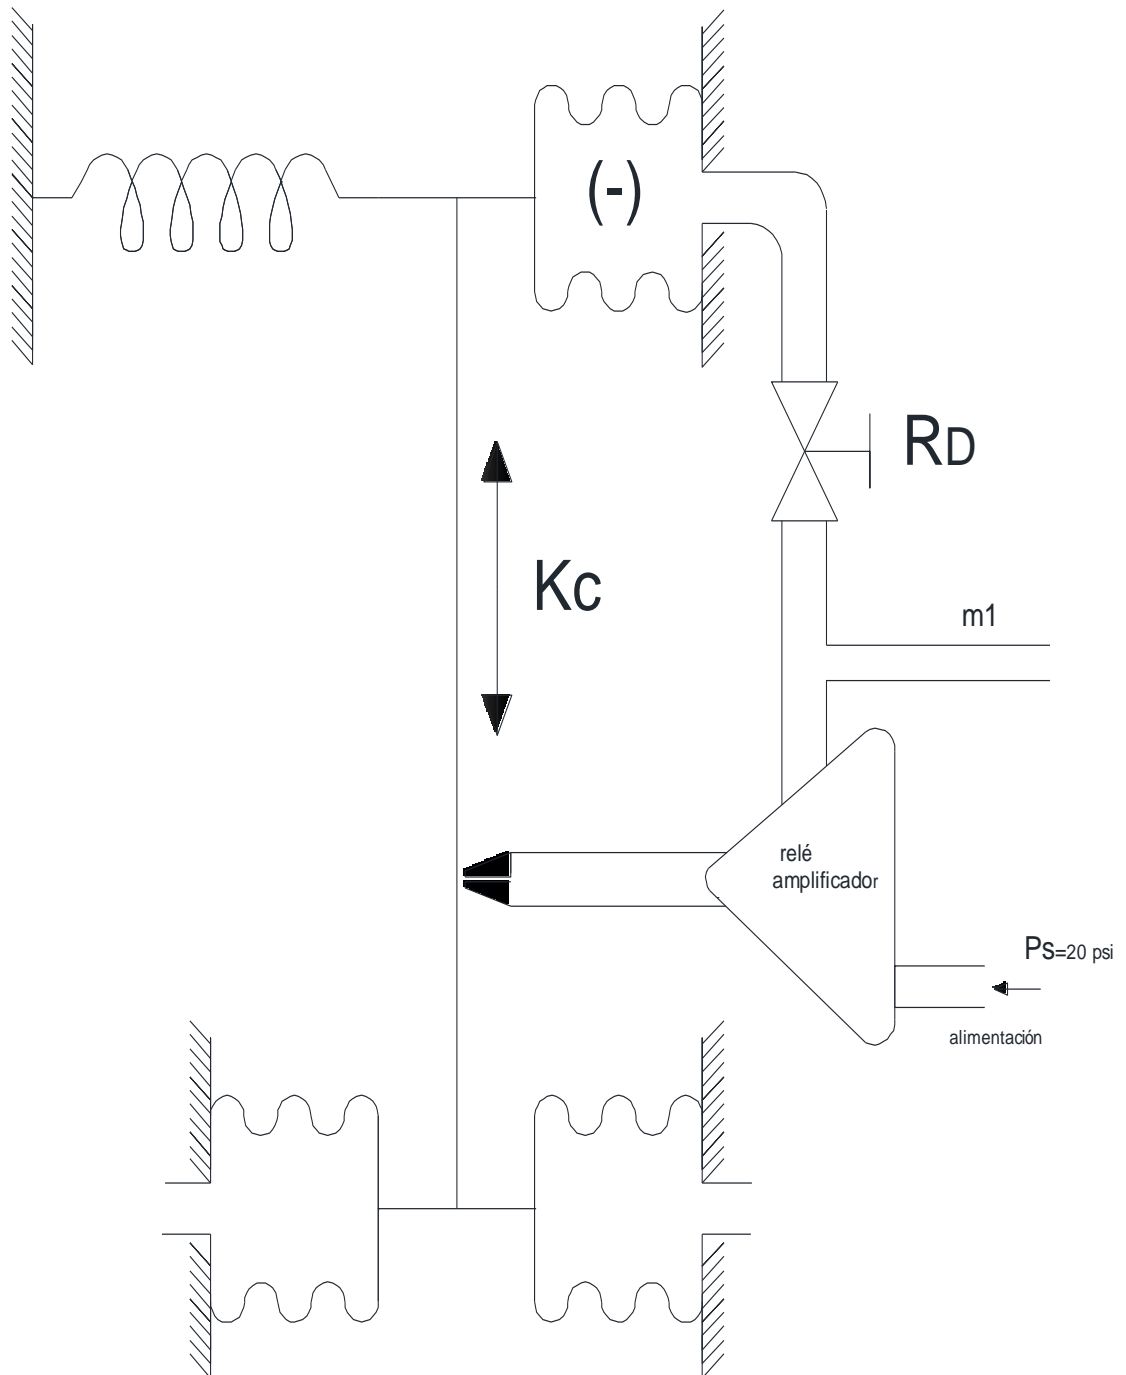 (-)
RD
Kc
m1
relé
amplificador
Ps=20 psi
alimentación